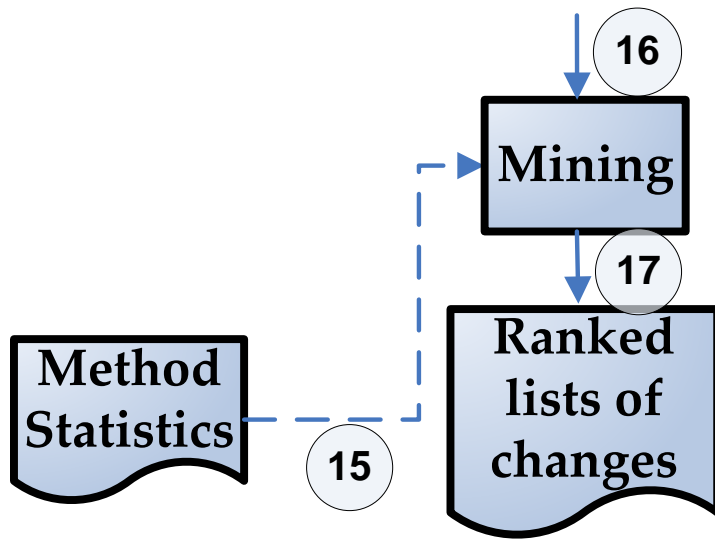 16
Mining
17
Method
Statistics
15
Ranked
lists of
changes